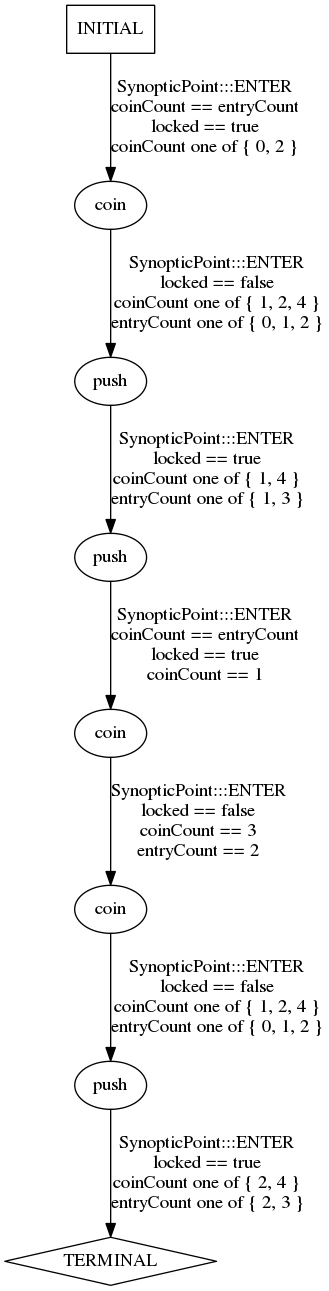 INITIAL
SynopticPoint:::ENTER
coinCount == entryCount
locked == true
coinCount one of { 0, 2 }
coin
SynopticPoint:::ENTER
locked == false
coinCount one of { 1, 2, 4 }
entryCount one of { 0, 1, 2 }
push
SynopticPoint:::ENTER
locked == true
coinCount one of { 1, 4 }
entryCount one of { 1, 3 }
push
SynopticPoint:::ENTER
coinCount == entryCount
locked == true
coinCount == 1
coin
SynopticPoint:::ENTER
locked == false
coinCount == 3
entryCount == 2
coin
SynopticPoint:::ENTER
locked == false
coinCount one of { 1, 2, 4 }
entryCount one of { 0, 1, 2 }
push
SynopticPoint:::ENTER
locked == true
coinCount one of { 2, 4 }
entryCount one of { 2, 3 }
TERMINAL